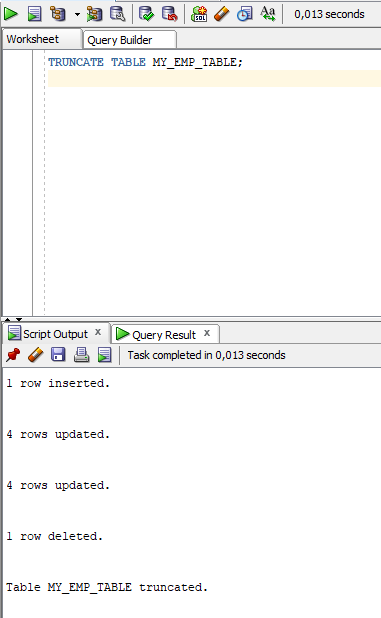 0,013 seconds
Worksheet Query Builder
TRUNCATE TABLE MY_EMP_TABLE;
Script Output x Query Result x
Task completed in 0,013 seconds
1 row inserted.
4 rows updated.
4 rows updated.
1 row deleted.
Table MY_EMP_TABLE truncated.